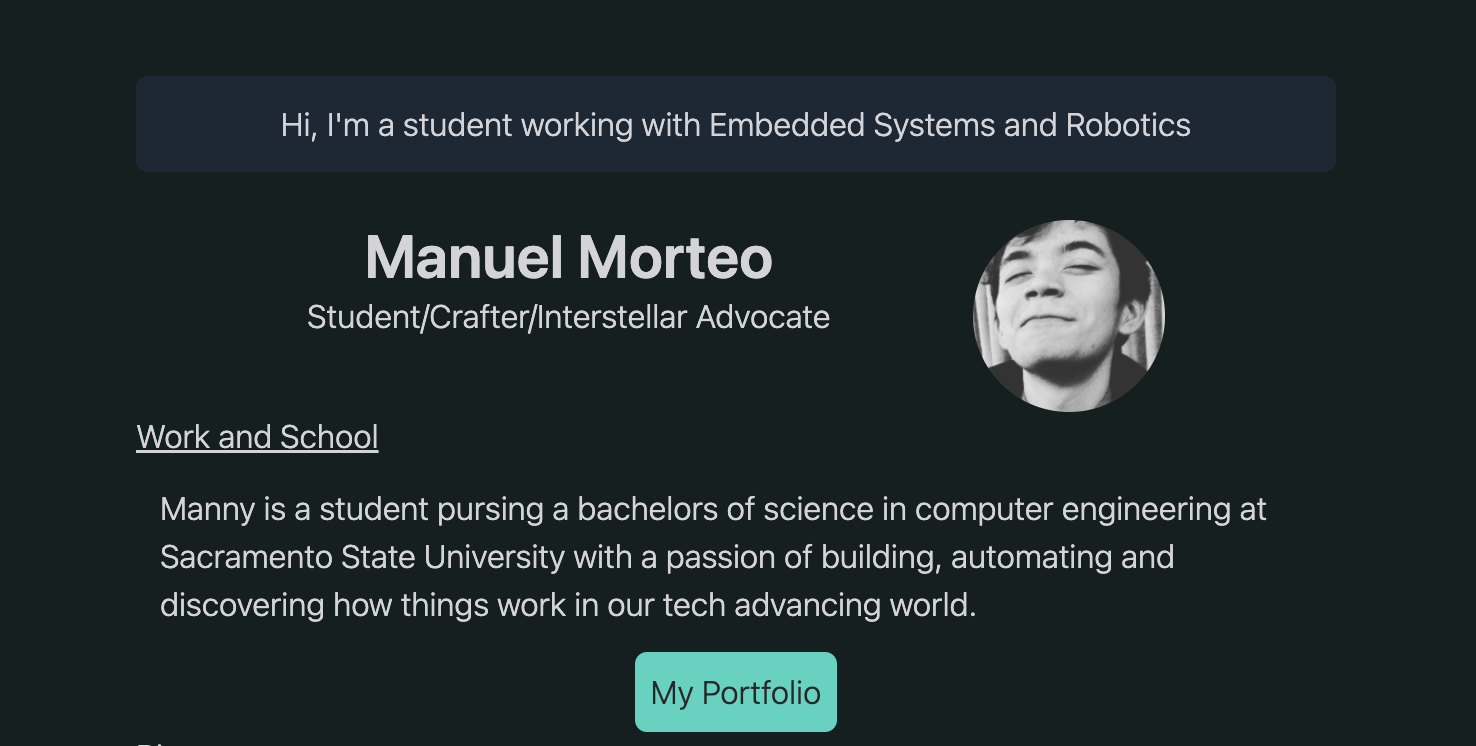 Hi, I'm a student working with Embedded Systems and Robotics
Manuel Morteo
Student/Crafter/Interstellar Advocate
Work and School
Manny is a student pursing a bachelors of science in computer engineering at
Sacramento State University with a passion of building, automating and
discovering how things work in our tech advancing world.
My Portfolio